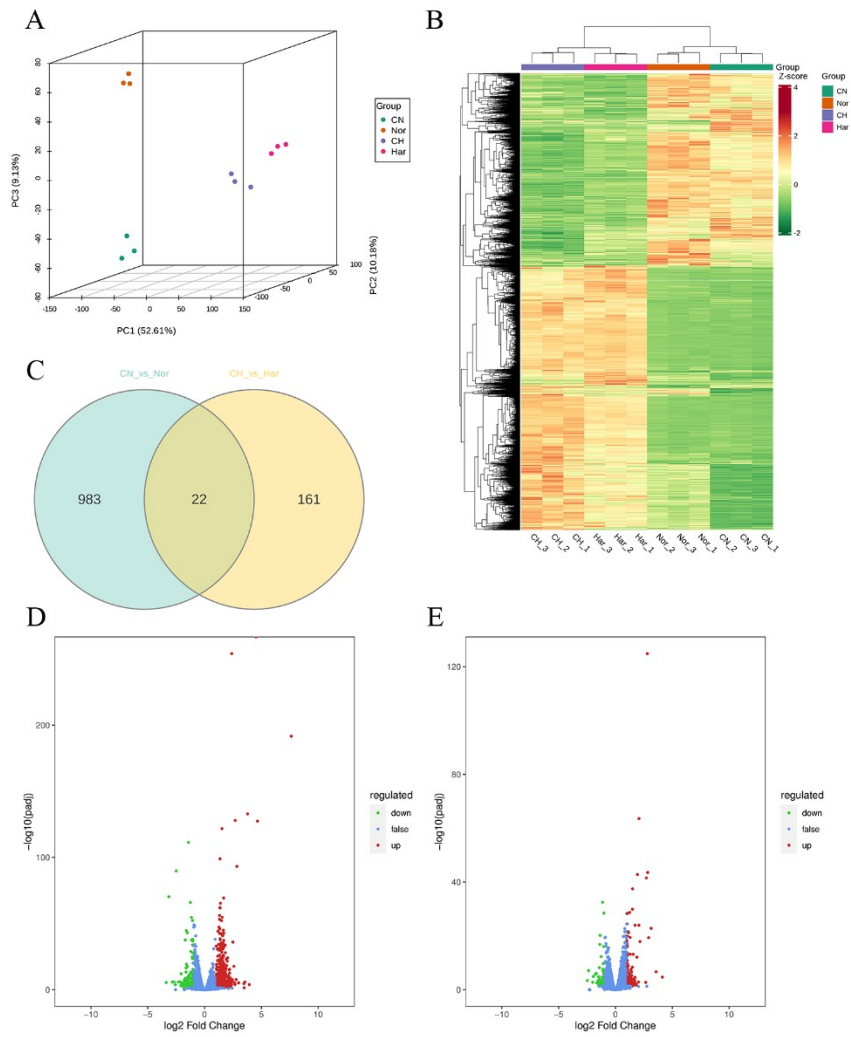 A
80
60
40
20
0
-20
-40
-60
-80
PC3 (9.13%)
-150
-100
-50
0
50
100
150
PC1 (52.61%)
-100
-50
0
50
100
PC2 (10.18%)
Group
CN
Nor
CH
Har
B
Group
Z-score
4
2
0
-2
Group
CN
Nor
CH
Har
CH_3
CH_2
CH_1
Har_3
Har_2
Har_1
Nor_2
Nor_3
Nor_1
CN_2
CN_3
CN_1
C
CN_vs_Nor
CH_vs_Har
983
22
161
D
200
100
0
−log10(padj)
−10
−5
0
5
10
log2 Fold Change
regulated
down
false
up
E
120
80
40
0
−log10(padj)
−10
−5
0
5
10
log2 Fold Change
regulated
down
false
up